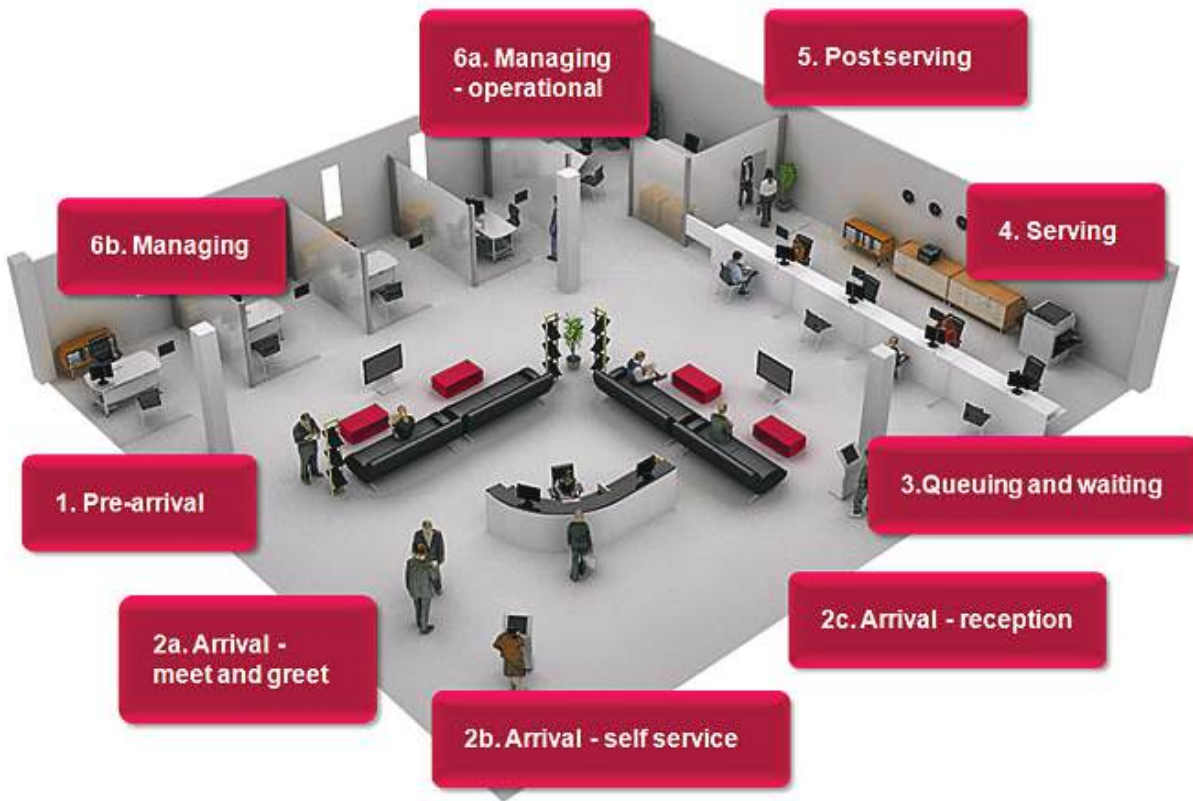 6a. Managing
- operational
5. Post serving
6b. Managing
4. Serving
1. Pre-arrival
3.Queuing and waiting
2a. Arrival -
meet and greet
2c. Arrival - reception
2b. Arrival - self service